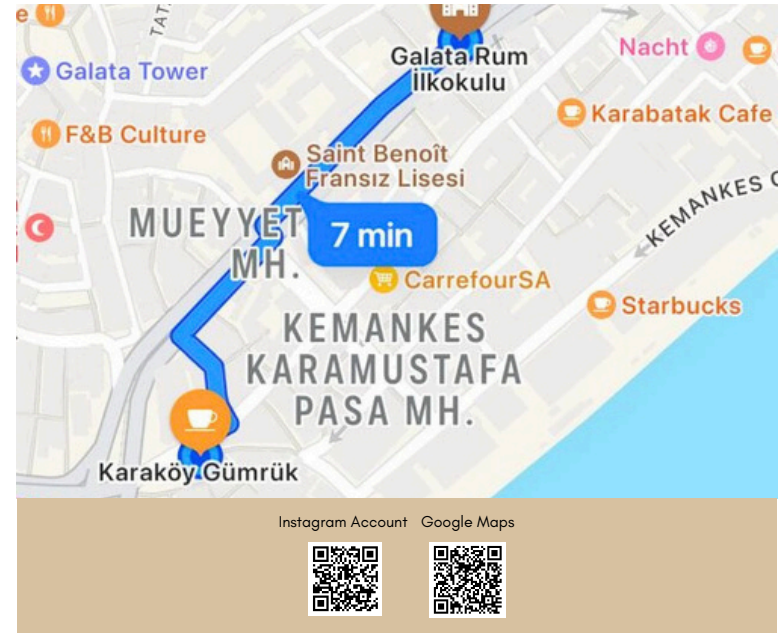 TAT
Galata Tower
F&B Culture
Galata Rum
İlkokulu
Nacht
Karabatak Cafe
Saint Benoît
Fransız Lisesi
MUEYYET
MH.
7 min
KEMANKES
CarrefourSA
Starbucks
KEMANKES
KARAMUSTAFA
PASA MH.
Karaköy Gümrük
Instagram Account Google Maps